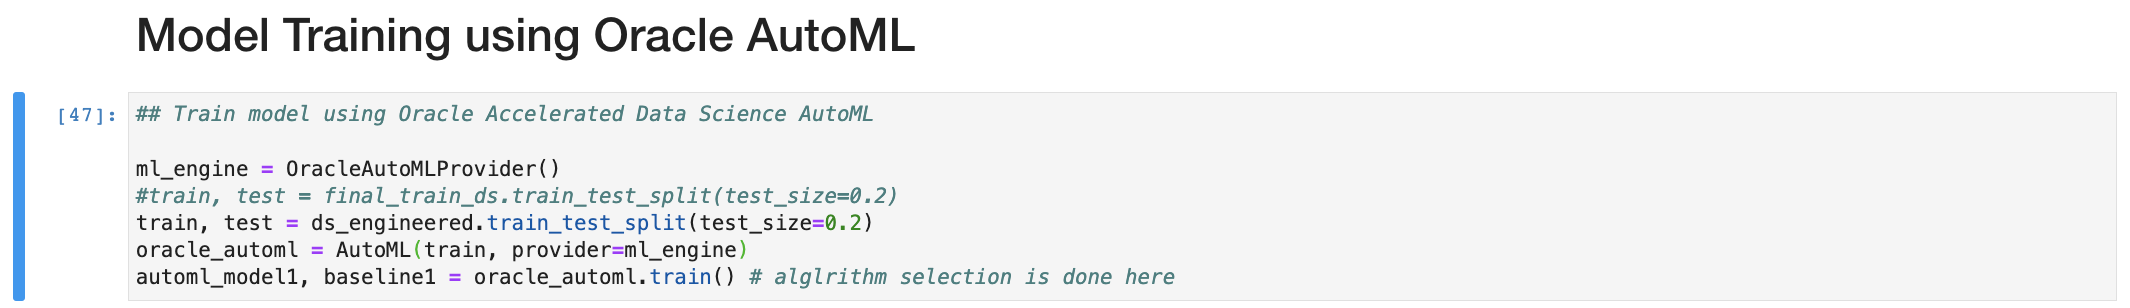 Model Training using Oracle AutoML
[47]: ## Train model using Oracle Accelerated Data Science AutoML
ml_engine = OracleAutoMLProvider()
#train, test = final_train_ds.train_test_split(test_size=0.2)
train, test = ds_engineered.train_test_split(test_size=0.2)
oracle_automl = AutoML(train, provider=ml_engine)
automl_model1, baseline1 = oracle_automl.train() # alglrithm selection is done here